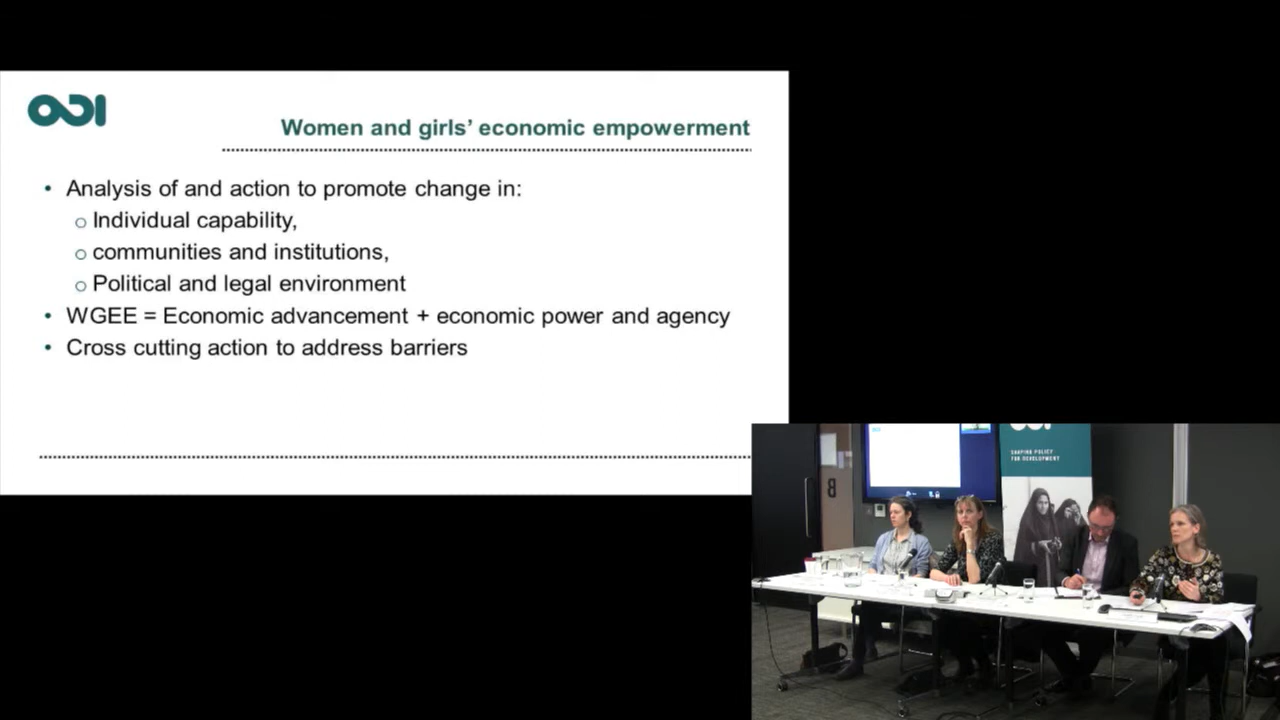 ODI
Women and girls’ economic empowerment
• Analysis of and action to promote change in:
o Individual capability,
o communities and institutions,
o Political and legal environment
• WGEE = Economic advancement + economic power and agency
• Cross cutting action to address barriers
SHAPING POLICY
FOR DEVELOPMENT